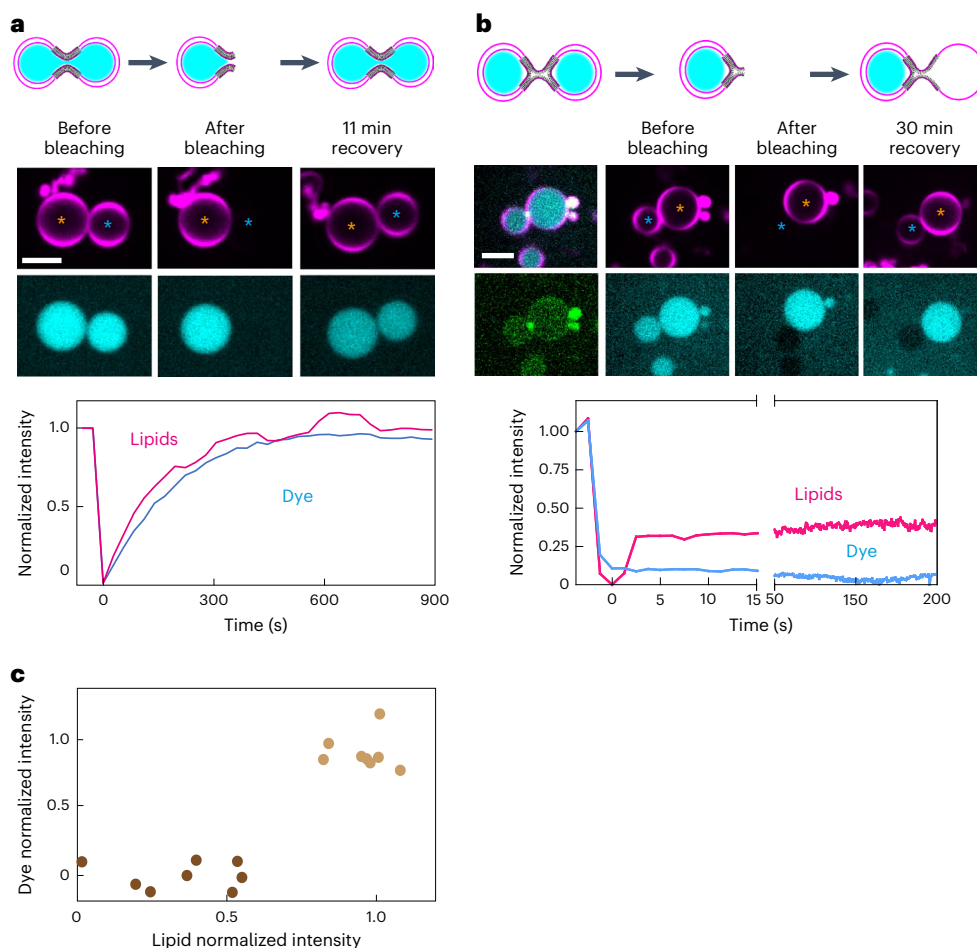 a
Before bleaching
After bleaching
11 min recovery
*
*
*
*
*
*
Normalized intensity
1.0
0.5
0
Lipids
Dye
0
300
600
900
Time (s)
b
Before bleaching
After bleaching
30 min recovery
*
*
*
*
*
*
Normalized intensity
1.00
0.75
0.50
0.25
0
Lipids
Dye
0
5
10
15
50
150
200
Time (s)
c
Dye normalized intensity
1.0
0.5
0
0
0.5
1.0
Lipid normalized intensity